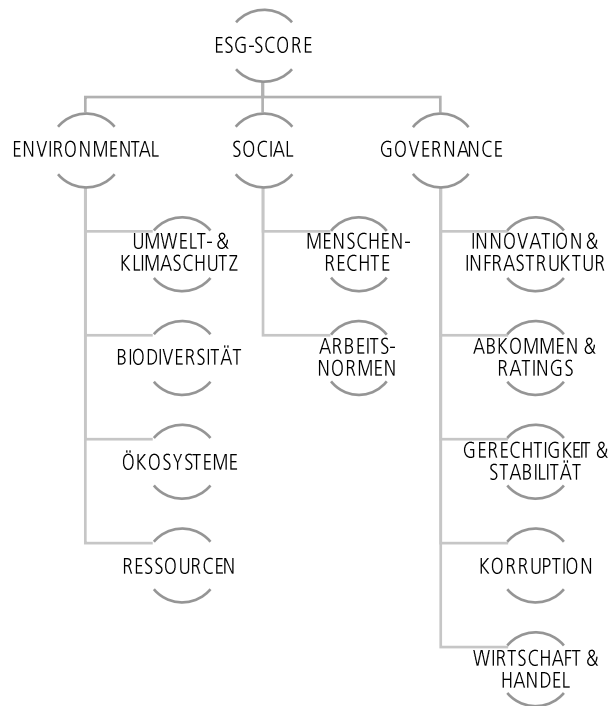 ESG-SCORE
ENVIRONMENTAL
SOCIAL
GOVERNANCE
UMWELT- &
KLIMASCHUTZ
BIODIVERSITÄT
ÖKOSYSTEME
RESSOURCEN
MENSCHEN-
RECHTE
ARBEITS-
NORMEN
INNOVATION &
INFRASTRUKTUR
ABKOMMEN &
RATINGS
GERECHTIGKEIT &
STABILITÄT
KORRUPTION
WIRTSCHAFT &
HANDEL